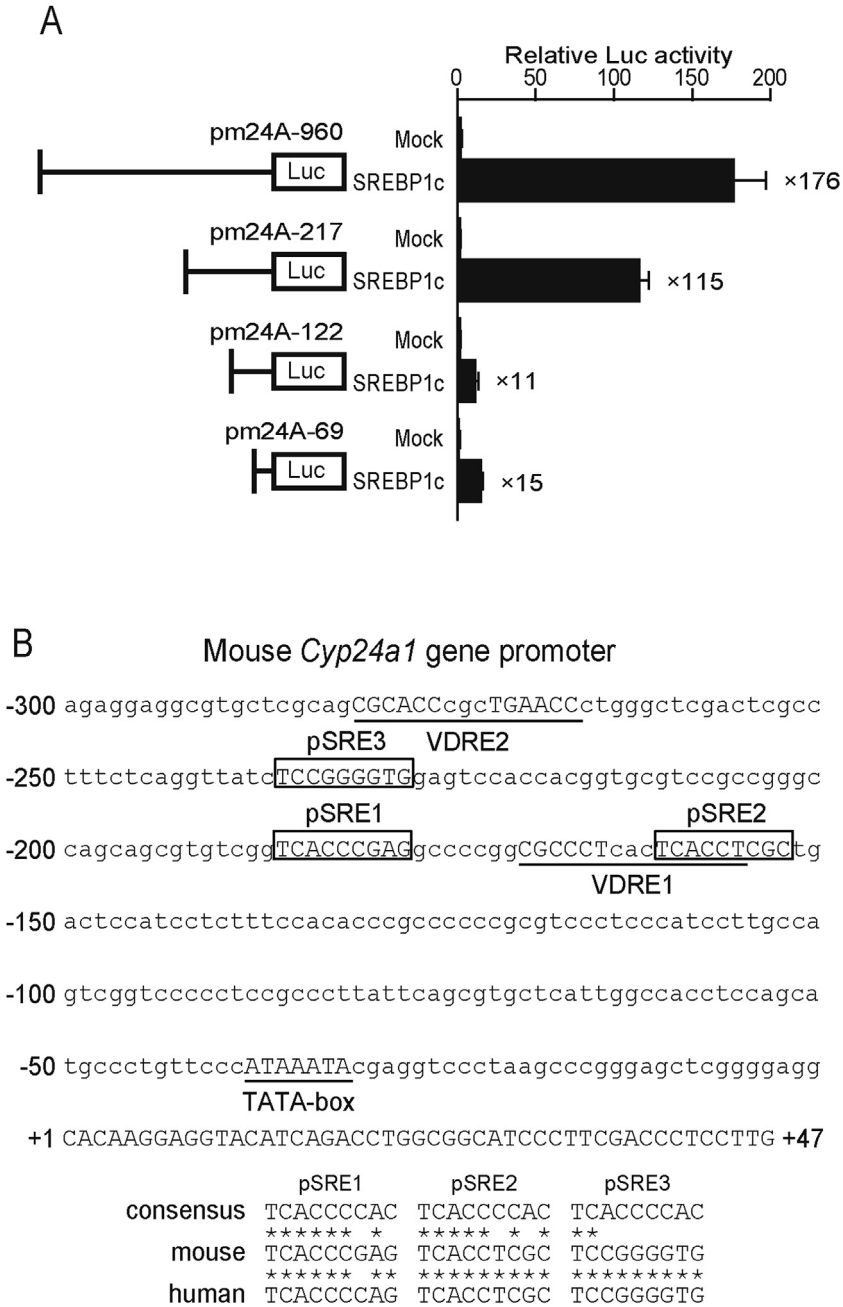 A
Relative Luc activity
0 50 100 150 200
pm24A-960
Mock
Luc SREBP1c ×176
pm24A-217
Mock
Luc SREBP1c ×115
pm24A-122
Mock
Luc SREBP1c ×11
pm24A-69
Mock
Luc SREBP1c ×15
B
Mouse Cyp24a1 gene promoter
-300 agaggaggcgtgctcgcagCGCACCcgcTGAACCctgggctcgactcgcc
VDRE2
pSRE3
-250 tttctcaggttatcTCCGGGGTGgagtccaccacggtgcgtccgccgggc
pSRE1 pSRE2
-200 cagcagcgtgtcggTCACCCGAGgccccggCGCCCTcacTCACCTCGCtg
VDRE1
-150 actccatcctctttccacacccgcccccccgcgtccctcccatccttgcca
-100 gtcggtccccctccgcccttattcagcgtgctcattggccacctccagca
-50 tgccctgttcccATAAATAcgaggtccctaagcccgggagctcggggagg
TATA-box
+1 CACAAGGAGGTACATCAGACCTGGCGGCATCCCTTCGACCCTCCTTG +47
pSRE1 pSRE2 pSRE3
consensus TCACCCCAC TCACCCCAC TCACCCCAC
****** * ***** * * **
mouse TCACCCGAG TCACCTCGC TCCGGGGTG
****** ** ********* *********
human TCACCCCAG TCACCTCGC TCCGGGGTG